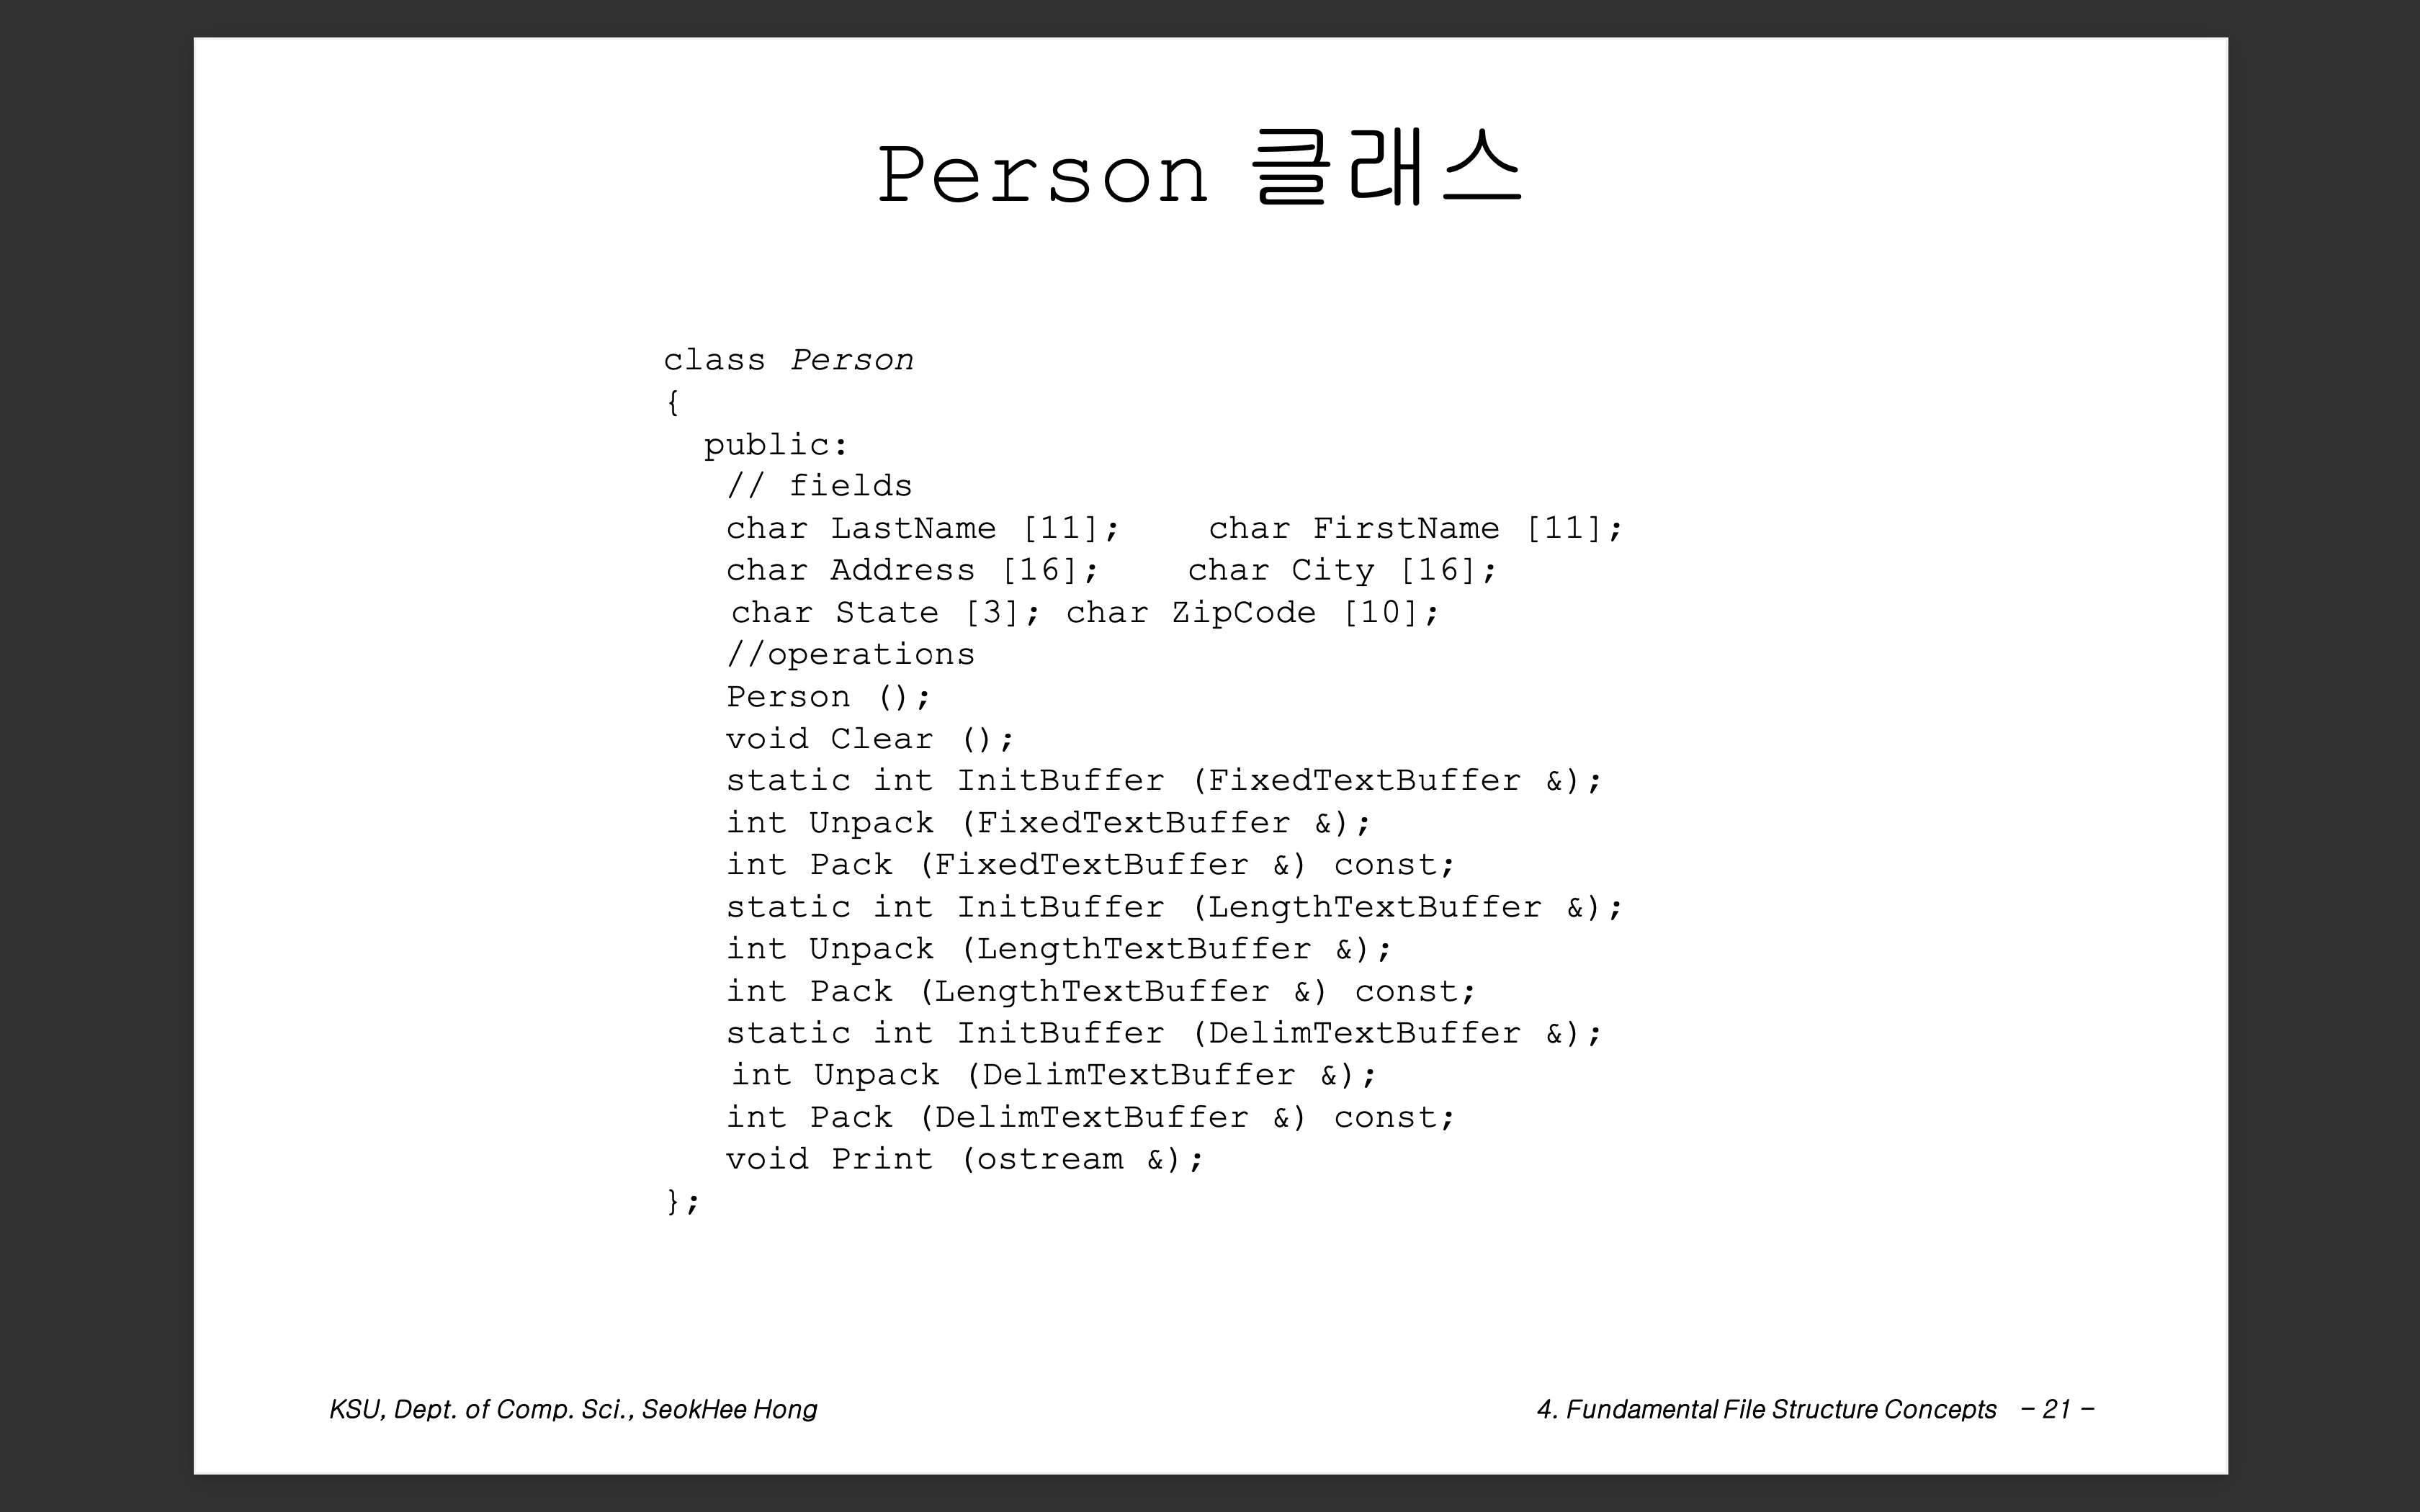 Person 클래스
class Person
{
public:
// fields
char LastName [11]; char FirstName [11];
char Address [16]; char City [16];
char State [3]; char ZipCode [10];
//operations
Person ();
void Clear ();
static int InitBuffer (FixedTextBuffer &);
int Unpack (FixedTextBuffer &);
int Pack (FixedTextBuffer &) const;
static int InitBuffer (LengthTextBuffer &);
int Unpack (LengthTextBuffer &);
int Pack (LengthTextBuffer &) const;
static int InitBuffer (DelimTextBuffer &);
int Unpack (DelimTextBuffer &);
int Pack (DelimTextBuffer &) const;
void Print (ostream &);
};
KSU, Dept. of Comp. Sci., SeokHee Hong
4. Fundamental File Structure Concepts – 21 –